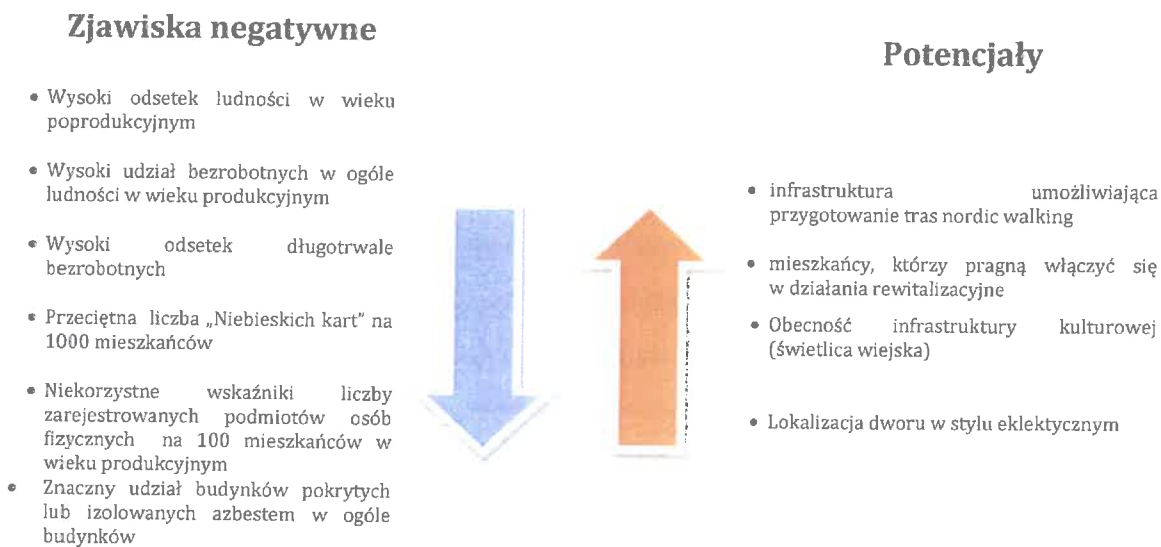 Zjawiska negatywne
• Wysoki odsetek ludności w wieku
poprodukcyjnym
• Wysoki udział bezrobotnych w ogóle
ludności w wieku produkcyjnym
• Wysoki odsetek długotrwale
bezrobotnych
• Przeciętna liczba „Niebieskich kart" na
1000 mieszkańców
• Niekorzystne wskaźniki liczby
zarejestrowanych podmiotów osób
fizycznych na 100 mieszkańców w
wieku produkcyjnym
• Znaczny udział budynków pokrytych
lub izolowanych azbestem w ogóle
budynków
Potencjały
• infrastruktura umożliwiająca
przygotowanie tras nordic walking
• mieszkańcy, którzy pragną włączyć się
w działania rewitalizacyjne
• Obecność infrastruktury kulturowej
(świetlica wiejska)
• Lokalizacja dworu w stylu eklektycznym